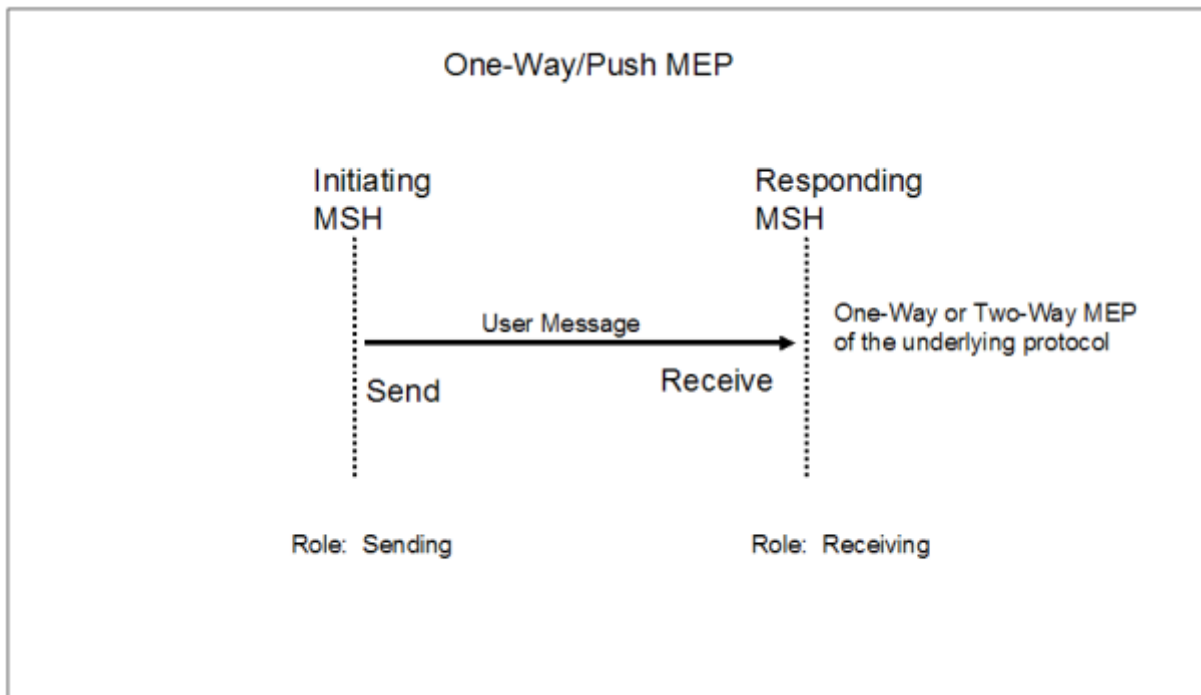 One-Way/Push MEP
Initiating
MSH
Responding
MSH
User Message
One-Way or Two-Way MEP
of the underlying protocol
Send
Receive
Role: Sending
Role: Receiving